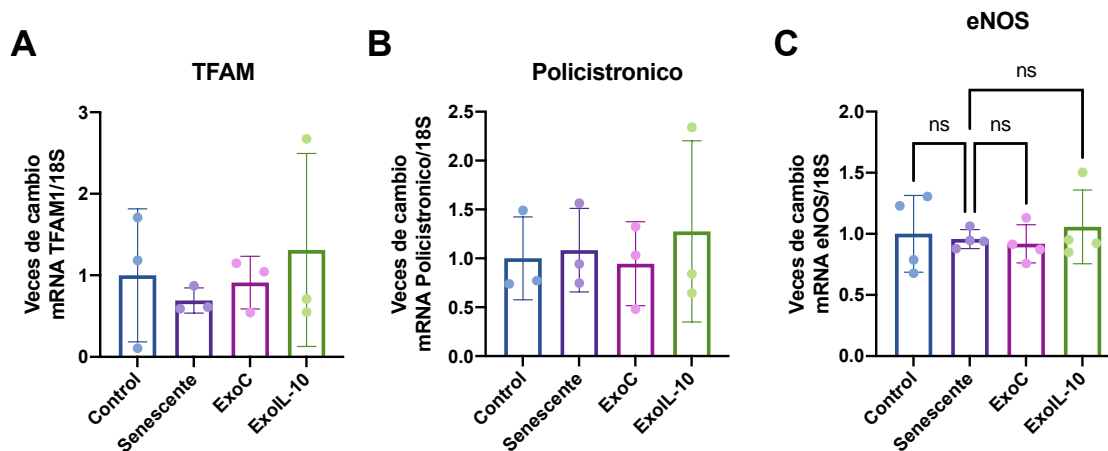 A
TFAM
Veces de cambio
mRNA TFAM1/18S
3
2
1
0
Control
Senescente
ExoC
ExoIL-10
B
Policistronico
Veces de cambio
mRNA Policistronico/18S
2.5
2.0
1.5
1.0
0.5
0.0
Control
Senescente
ExoC
ExoIL-10
C
eNOS
Veces de cambio
mRNA eNOS/18S
2.0
1.5
1.0
0.5
0.0
ns
ns
ns
Control
Senescente
ExoC
ExoIL-10